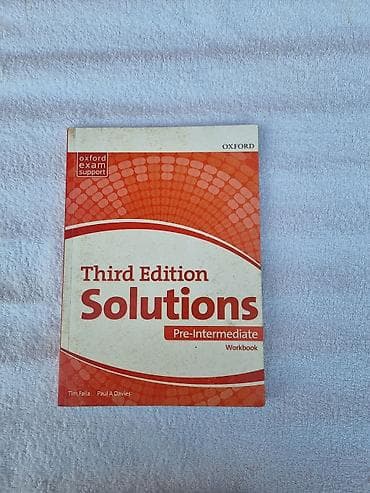 OXFORD
oxford
exam
support
Third Edition
Solutions
Pre-Intermediate
Workbook
Tim Falla Paul A Davies